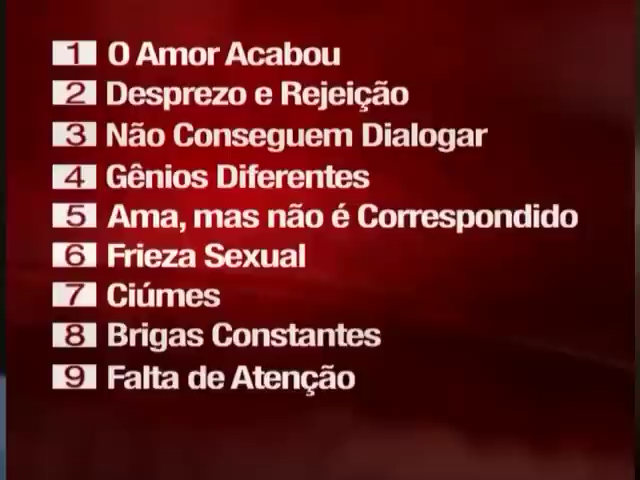 1 O Amor Acabou
2 Desprezo e Rejeição
3 Não Conseguem Dialogar
4 Gênios Diferentes
5 Ama, mas não é Correspondido
6 Frieza Sexual
7 Ciúmes
8 Brigas Constantes
9 Falta de Atenção